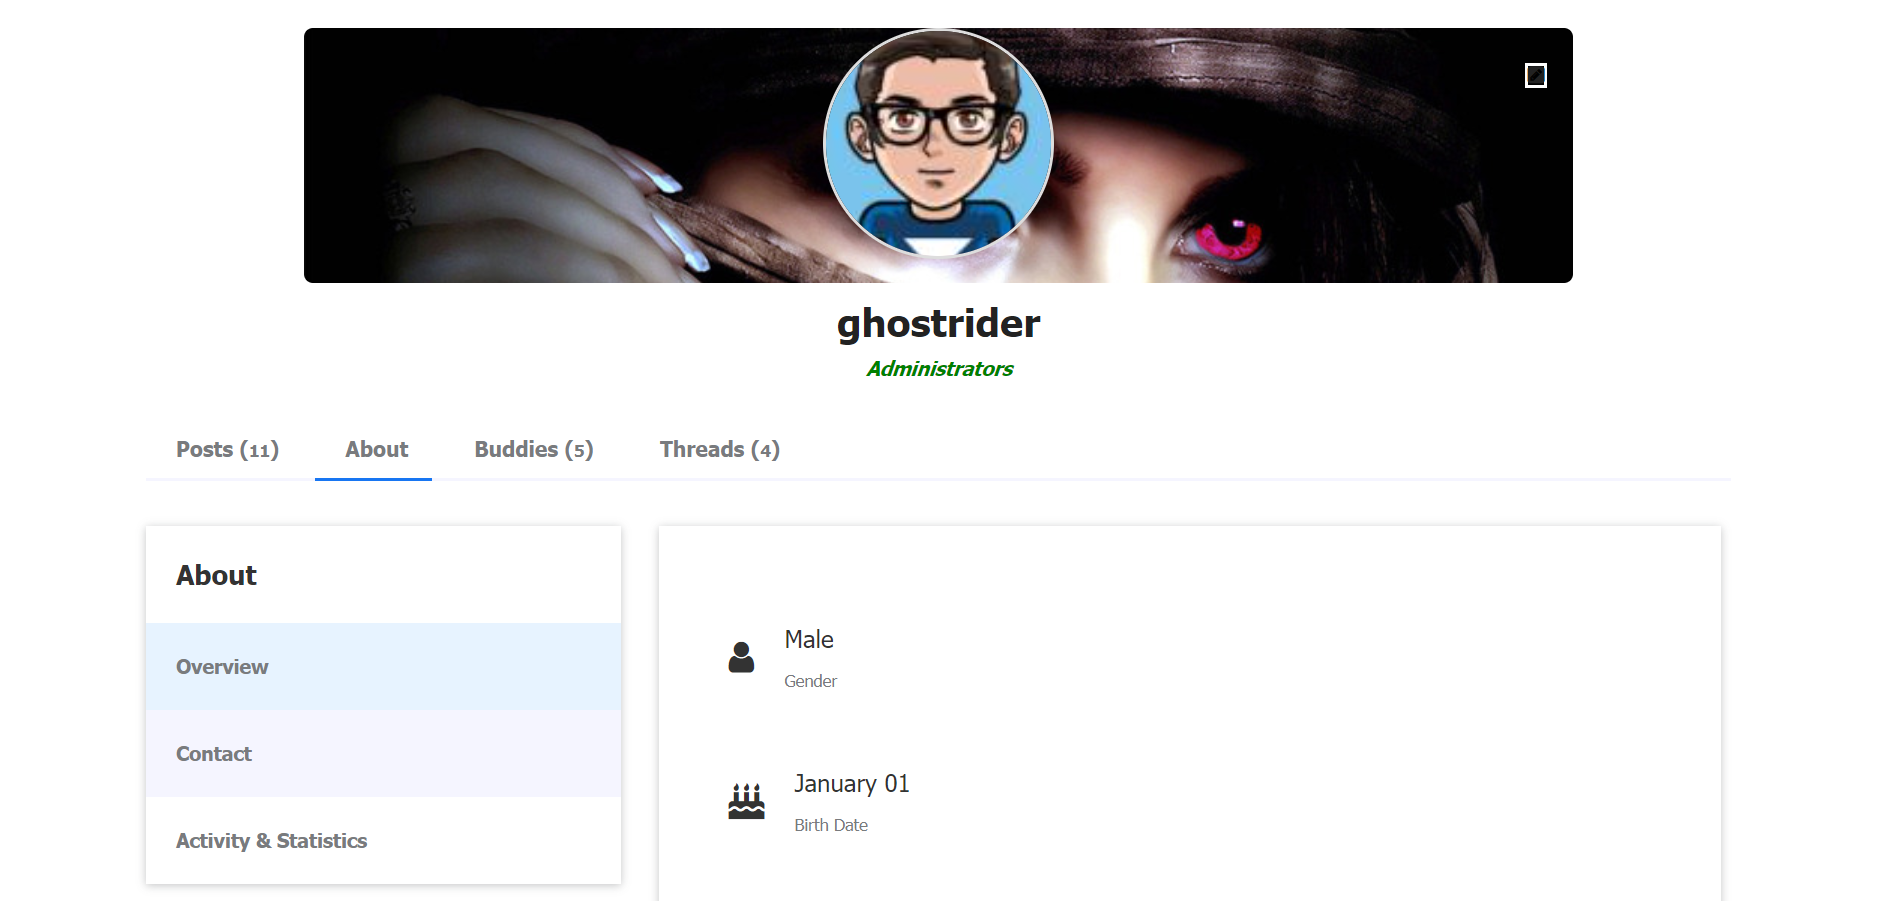 ghostrider
Administrators
Posts (11) About Buddies (5) Threads (4)
About
Overview
Contact
Activity & Statistics
Male
Gender
January 01
Birth Date